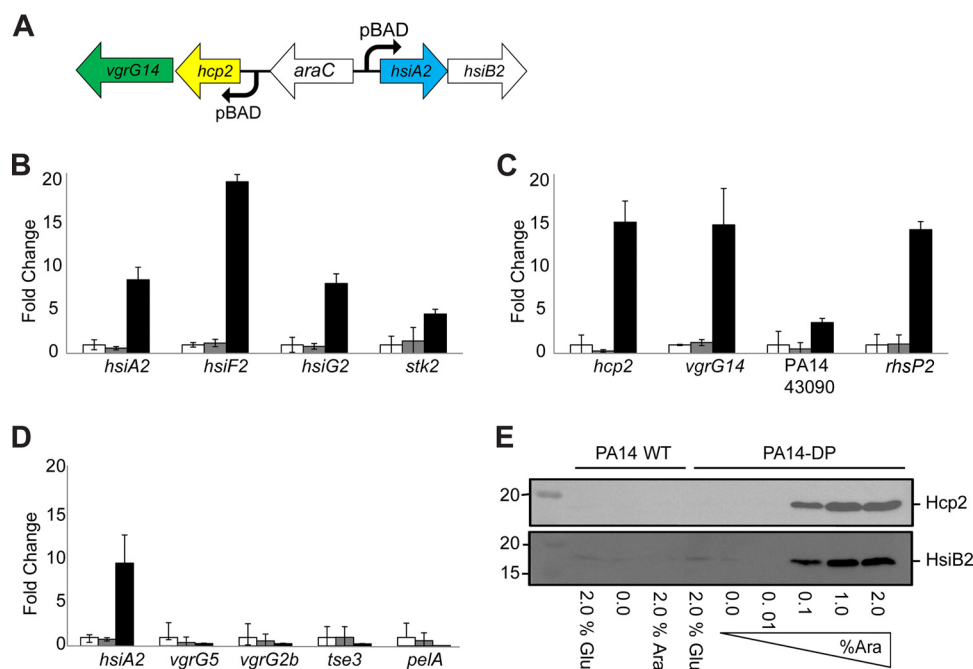 A
pBAD
vgrG14 hcp2 araC hsiA2 hsiB2
pBAD
B
Fold Change
20
15
10
5
0
hsiA2 hsiF2 hsiG2 stk2
C
Fold Change
20
15
10
5
0
hcp2 vgrG14 PA14 rhsP2
43090
D
Fold Change
20
15
10
5
0
hsiA2 vgrG5 vgrG2b tse3 pelA
E
PA14 WT PA14-DP
20
Hcp2
20
15
HsiB2
2.0 % Glu
0.0
2.0 % Ara
2.0 % Glu
0.0
0. 01
0.1
1.0
2.0
%Ara